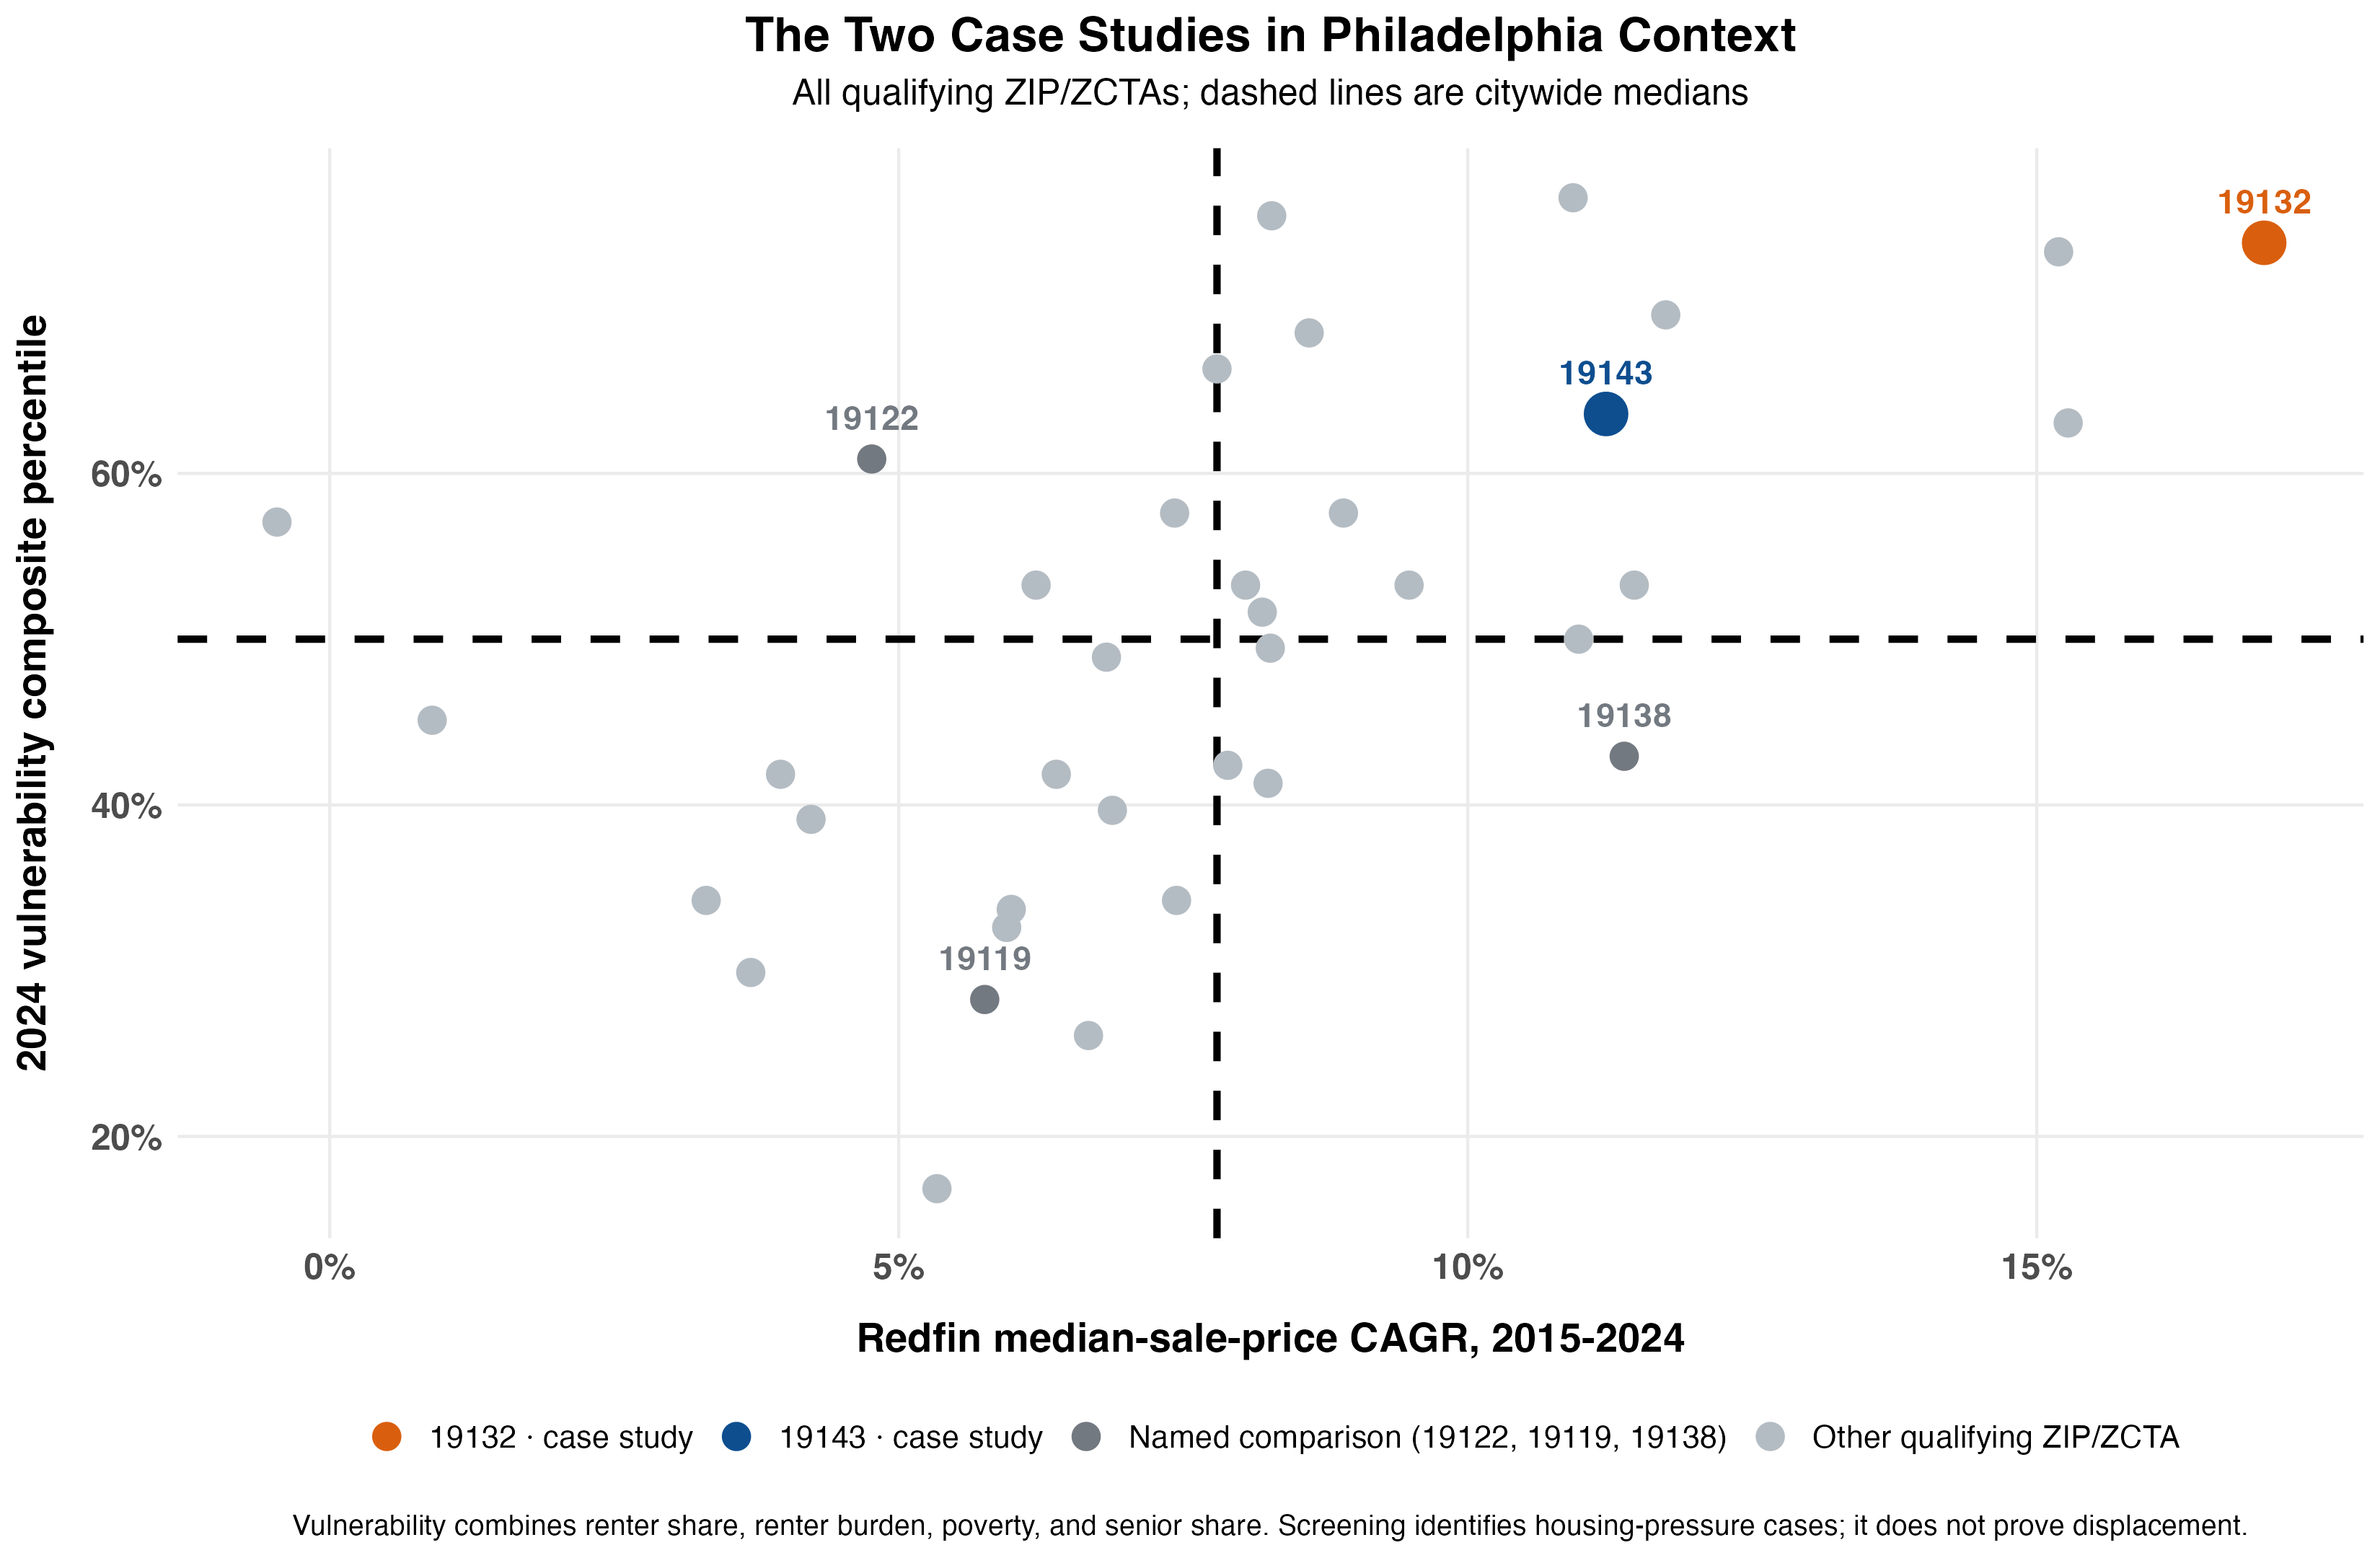 The Two Case Studies in Philadelphia Context
All qualifying ZIP/ZCTAs; dashed lines are citywide medians
2024 vulnerability composite percentile
60%
40%
20%
19132
19143
19122
19138
19119
0%
5%
10%
15%
Redfin median-sale-price CAGR, 2015-2024
19132 · case study
19143 · case study
Named comparison (19122, 19119, 19138)
Other qualifying ZIP/ZCTA
Vulnerability combines renter share, renter burden, poverty, and senior share. Screening identifies housing-pressure cases; it does not prove displacement.